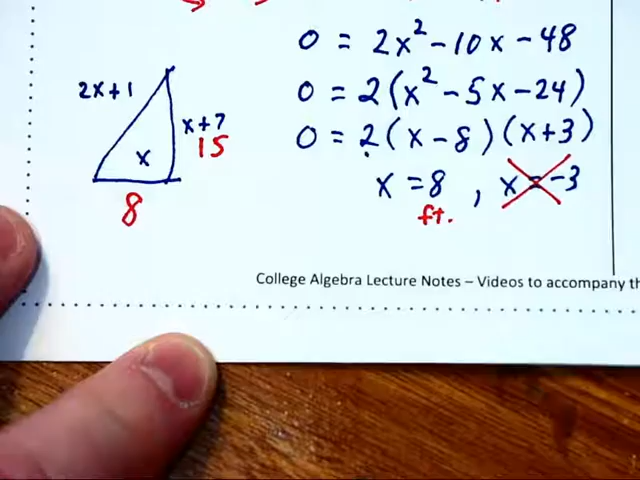 0 = 2x² - 10x - 48
0 = 2(x² - 5x - 24)
0 = 2(x - 8)(x + 3)
x = 8 , x = -3
ft.
2x+1
x+7
15
x
8
College Algebra Lecture Notes – Videos to accompany